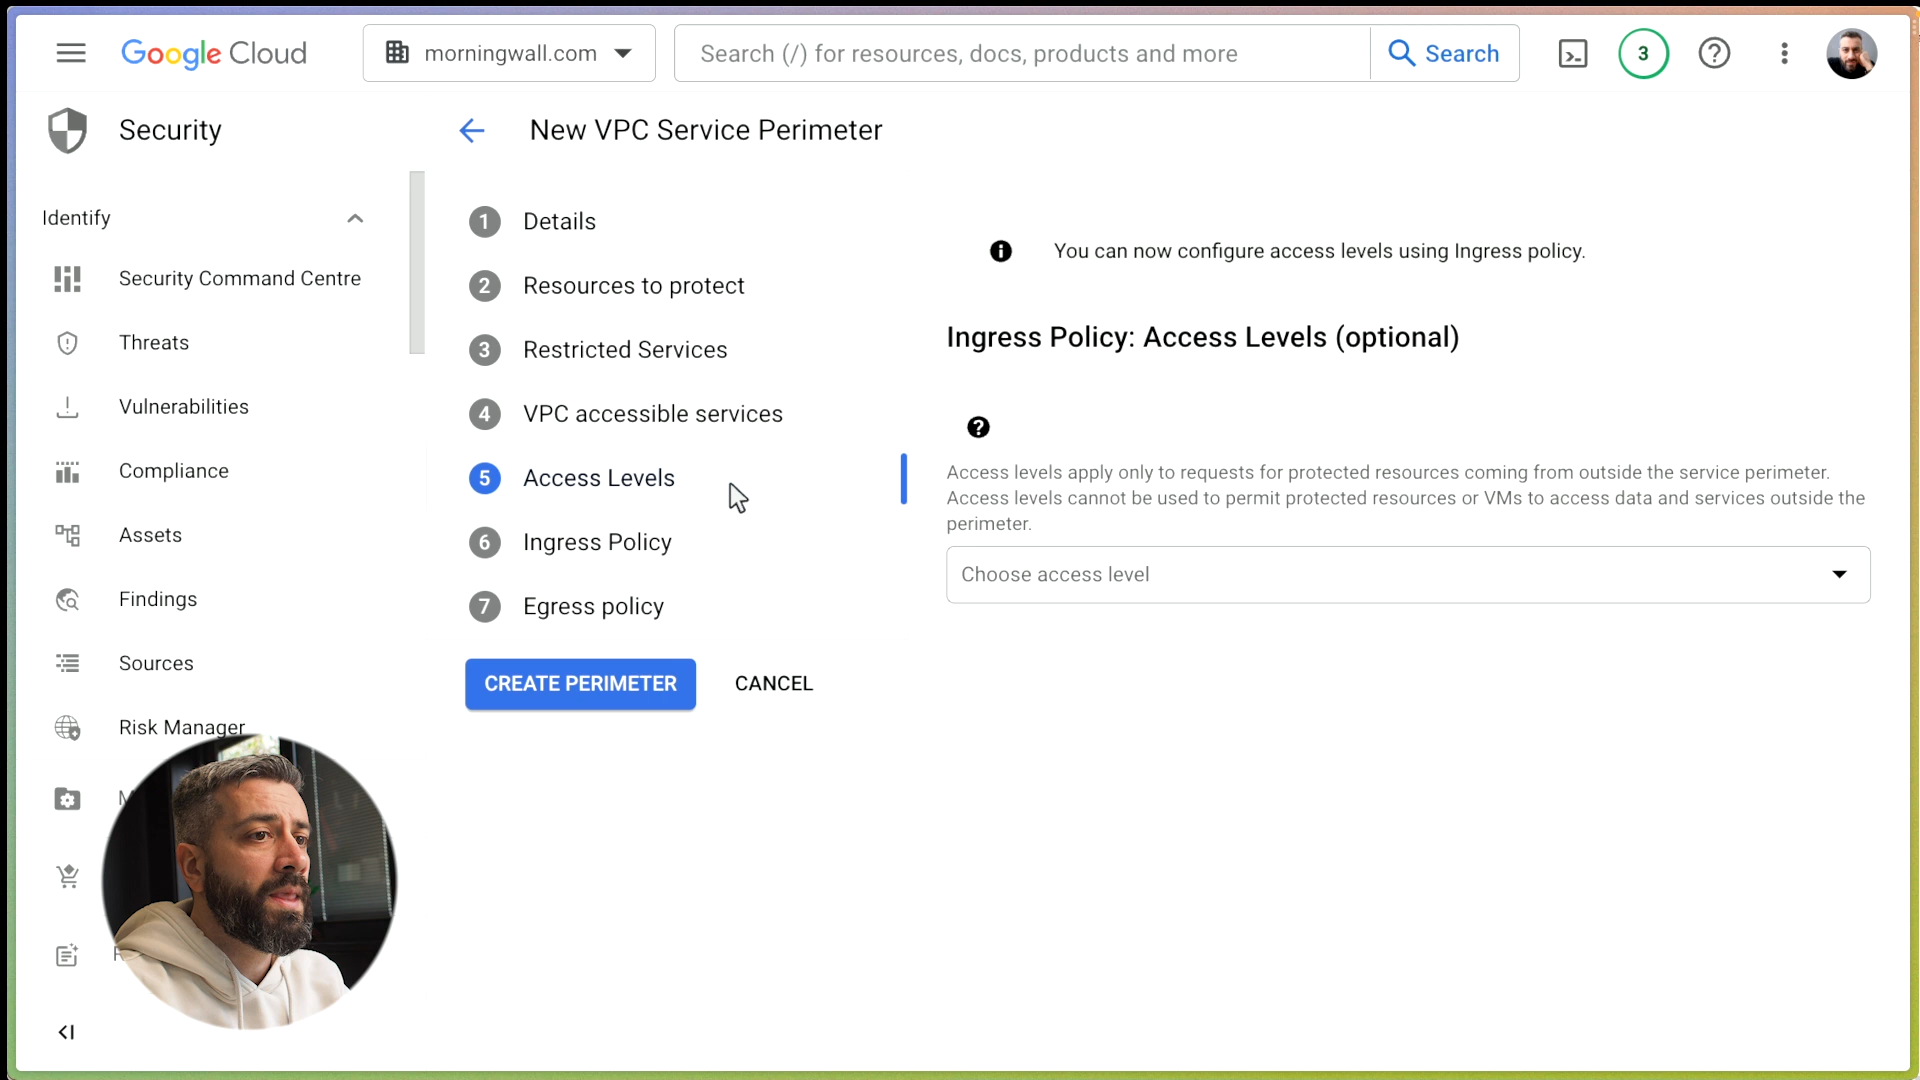 Google Cloud
morningwall.com
Search (/) for resources, docs, products and more
Search
3
Security
New VPC Service Perimeter
Identify
Security Command Centre
Threats
Vulnerabilities
Compliance
Assets
Findings
Sources
Risk Manager
1 Details
2 Resources to protect
3 Restricted Services
4 VPC accessible services
5 Access Levels
6 Ingress Policy
7 Egress policy
CREATE PERIMETER
CANCEL
You can now configure access levels using Ingress policy.
Ingress Policy: Access Levels (optional)
Access levels apply only to requests for protected resources coming from outside the service perimeter.
Access levels cannot be used to permit protected resources or VMs to access data and services outside the
perimeter.
Choose access level